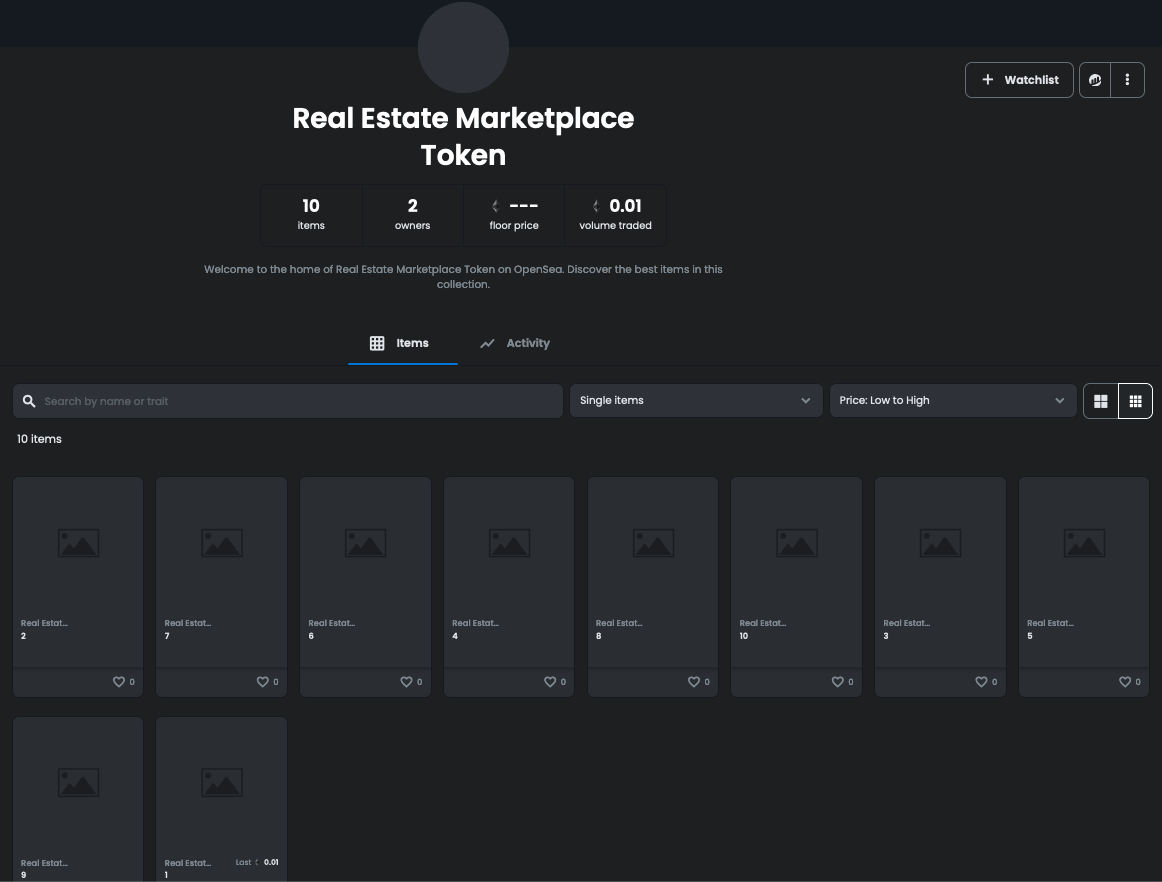 Watchlist
Real Estate Marketplace
Token
10
items
2
owners
---
floor price
0.01
volume traded
Welcome to the home of Real Estate Marketplace Token on OpenSea. Discover the best items in this
collection.
Items
Activity
Search by name or trait
Single items
Price: Low to High
10 items
Real Estat...
2
0
Real Estat...
7
0
Real Estat...
6
0
Real Estat...
4
0
Real Estat...
8
0
Real Estat...
10
0
Real Estat...
3
0
Real Estat...
5
0
Real Estat...
9
Real Estat...
Last 0.01
1